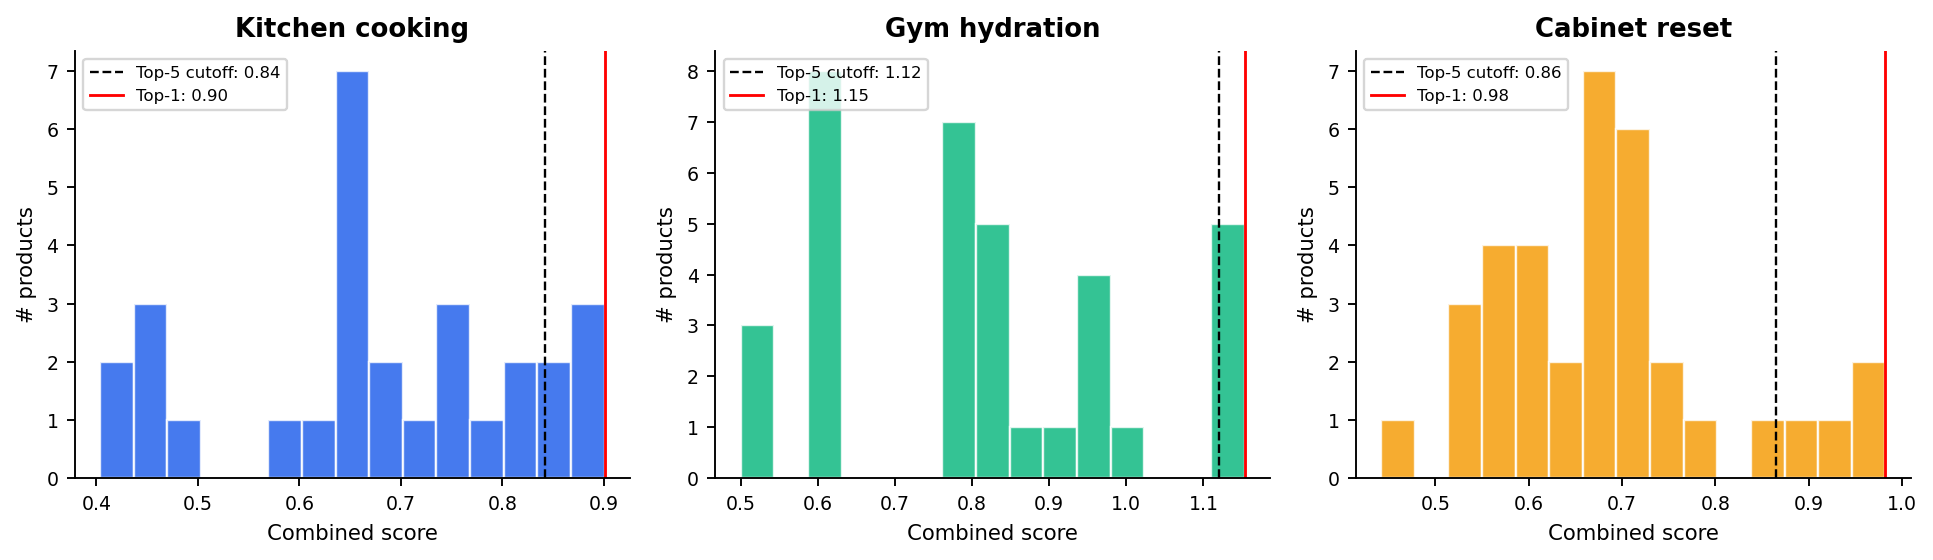 Kitchen cooking
Top-5 cutoff: 0.84
Top-1: 0.90
# products
7
6
5
4
3
2
1
0
0.4 0.5 0.6 0.7 0.8 0.9
Combined score
Gym hydration
Top-5 cutoff: 1.12
Top-1: 1.15
# products
8
7
6
5
4
3
2
1
0
0.5 0.6 0.7 0.8 0.9 1.0 1.1
Combined score
Cabinet reset
Top-5 cutoff: 0.86
Top-1: 0.98
# products
7
6
5
4
3
2
1
0
0.5 0.6 0.7 0.8 0.9 1.0
Combined score